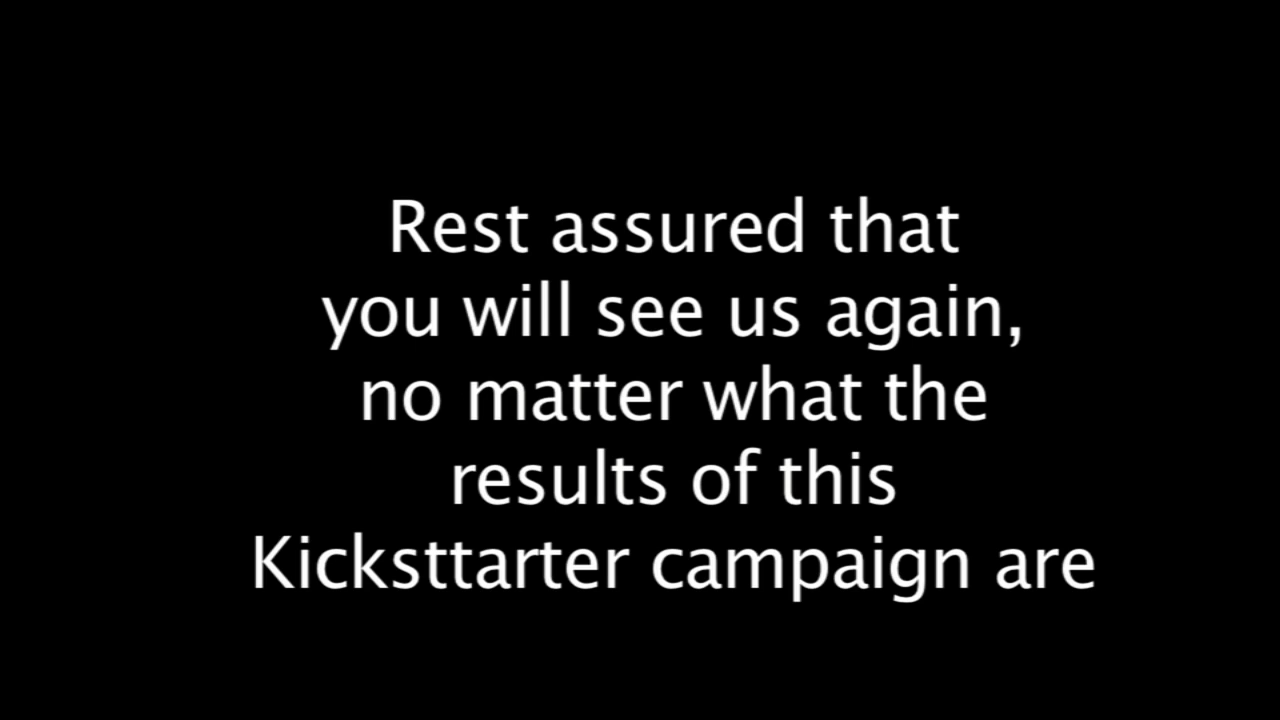 Rest assured that
you will see us again,
no matter what the
results of this
Kicksttarter campaign are